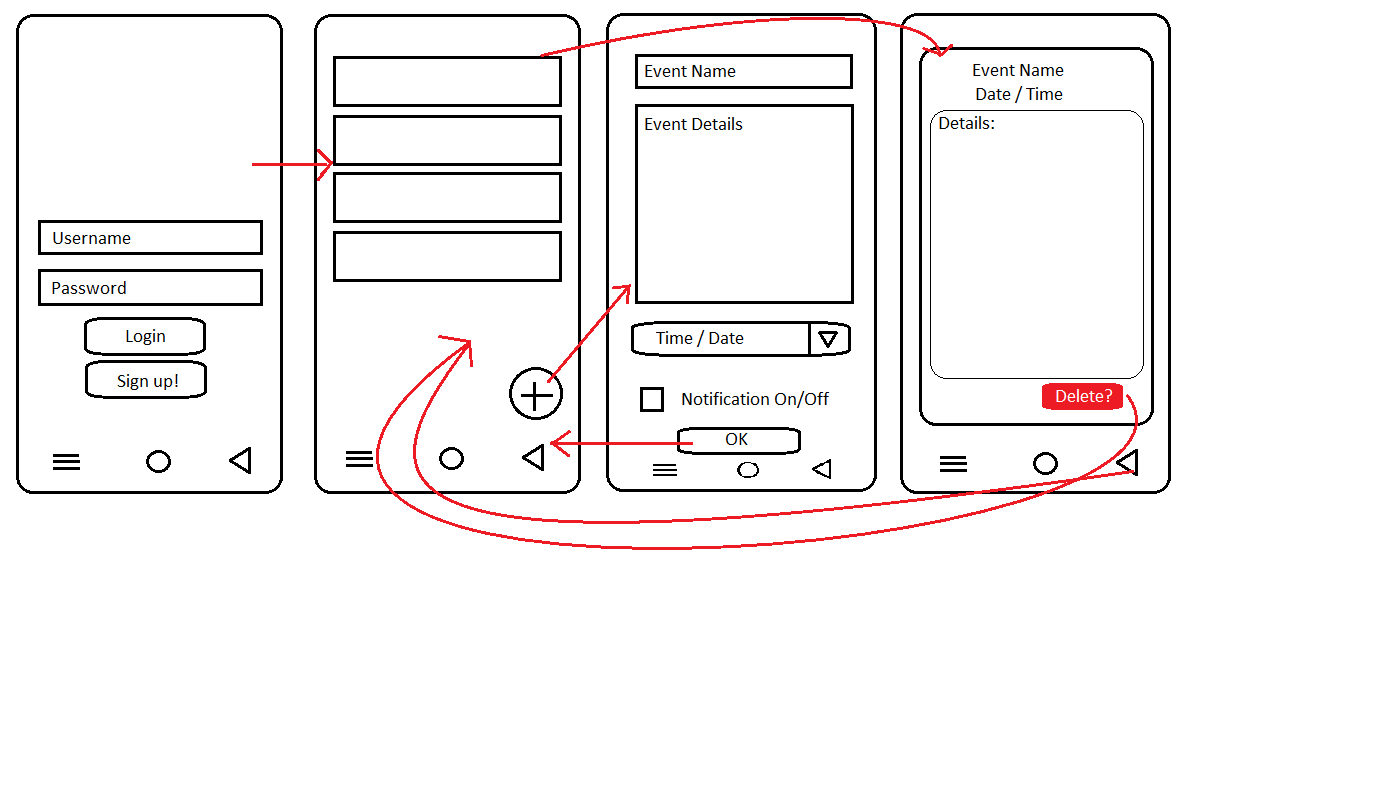 Username
Password
Login
Sign up!
Event Name
Event Details
Time / Date
Notification On/Off
OK
Event Name
Date / Time
Details:
Delete?